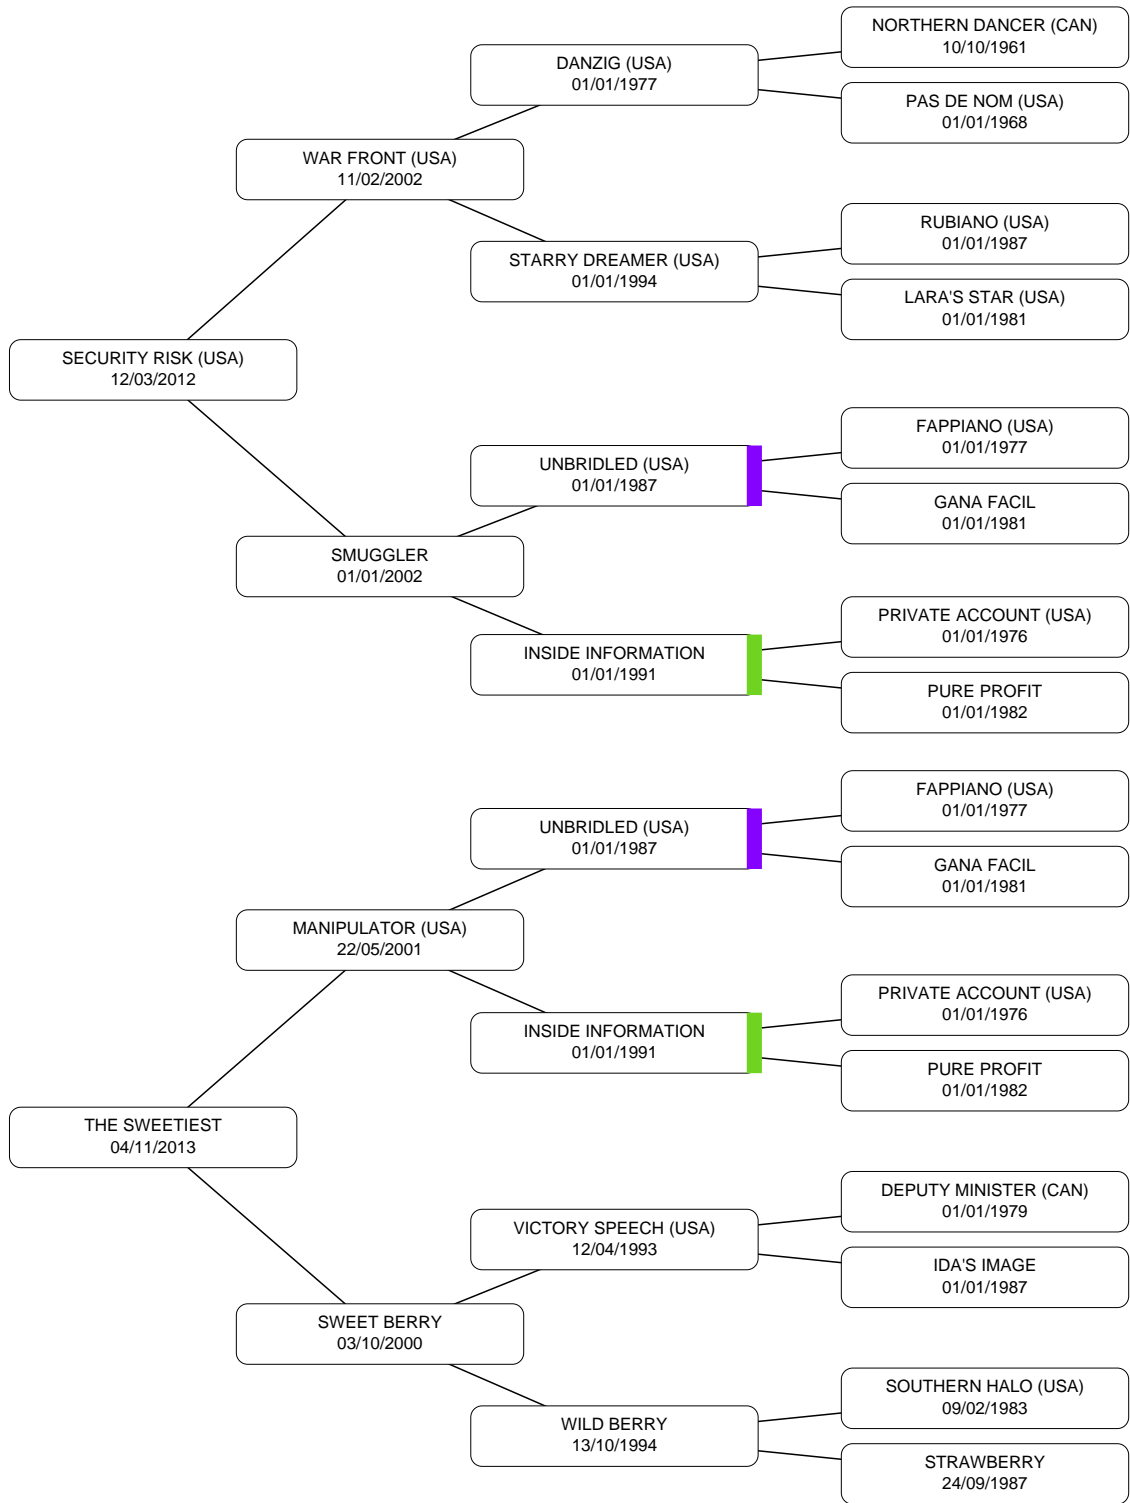 NORTHERN DANCER (CAN)
10/10/1961
DANZIG (USA)
01/01/1977
PAS DE NOM (USA)
01/01/1968
WAR FRONT (USA)
11/02/2002
RUBIANO (USA)
01/01/1987
STARRY DREAMER (USA)
01/01/1994
LARA'S STAR (USA)
01/01/1981
SECURITY RISK (USA)
12/03/2012
FAPPIANO (USA)
01/01/1977
UNBRIDLED (USA)
01/01/1987
GANA FACIL
01/01/1981
SMUGGLER
01/01/2002
PRIVATE ACCOUNT (USA)
01/01/1976
INSIDE INFORMATION
01/01/1991
PURE PROFIT
01/01/1982
FAPPIANO (USA)
01/01/1977
UNBRIDLED (USA)
01/01/1987
GANA FACIL
01/01/1981
MANIPULATOR (USA)
22/05/2001
PRIVATE ACCOUNT (USA)
01/01/1976
INSIDE INFORMATION
01/01/1991
PURE PROFIT
01/01/1982
THE SWEETIEST
04/11/2013
DEPUTY MINISTER (CAN)
01/01/1979
VICTORY SPEECH (USA)
12/04/1993
IDA'S IMAGE
01/01/1987
SWEET BERRY
03/10/2000
SOUTHERN HALO (USA)
09/02/1983
WILD BERRY
13/10/1994
STRAWBERRY
24/09/1987